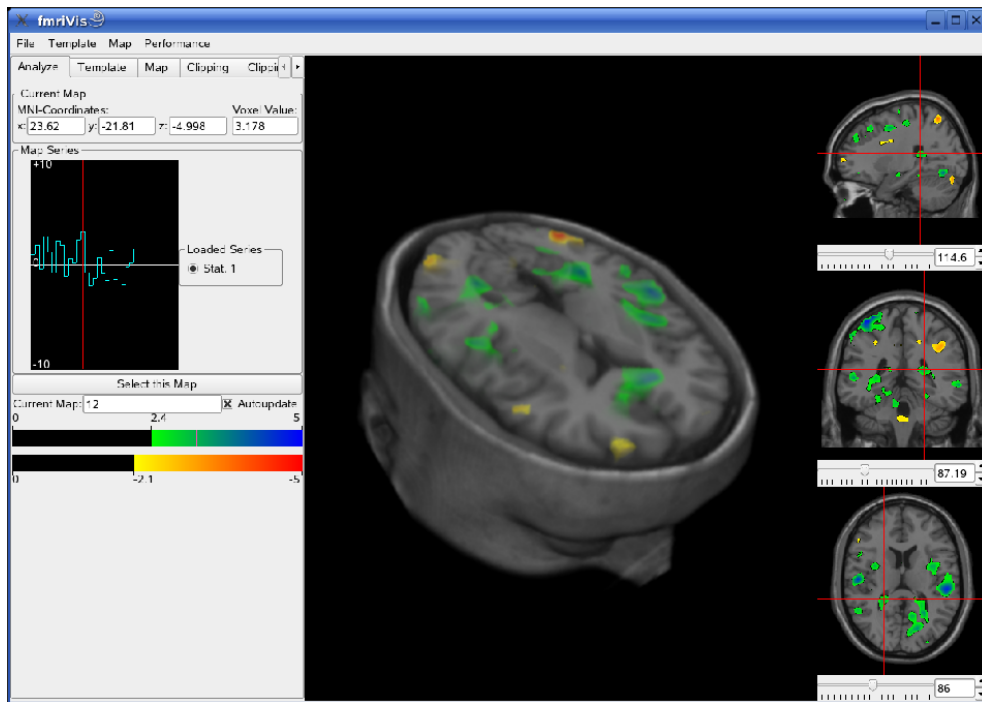 fmriVis
File Template Map Performance
Analyze Template Map Clipping Clippi
Current Map
MNI-Coordinates: Voxel Value:
x: 23.62 y: -21.81 z: -4.998 3.178
Map Series
+10
0
Loaded Series
Stat. 1
-10
Select this Map
Current Map: 12 Autoupdate
0 2.4 5
0 -2.1 -5
114.6
87.19
86